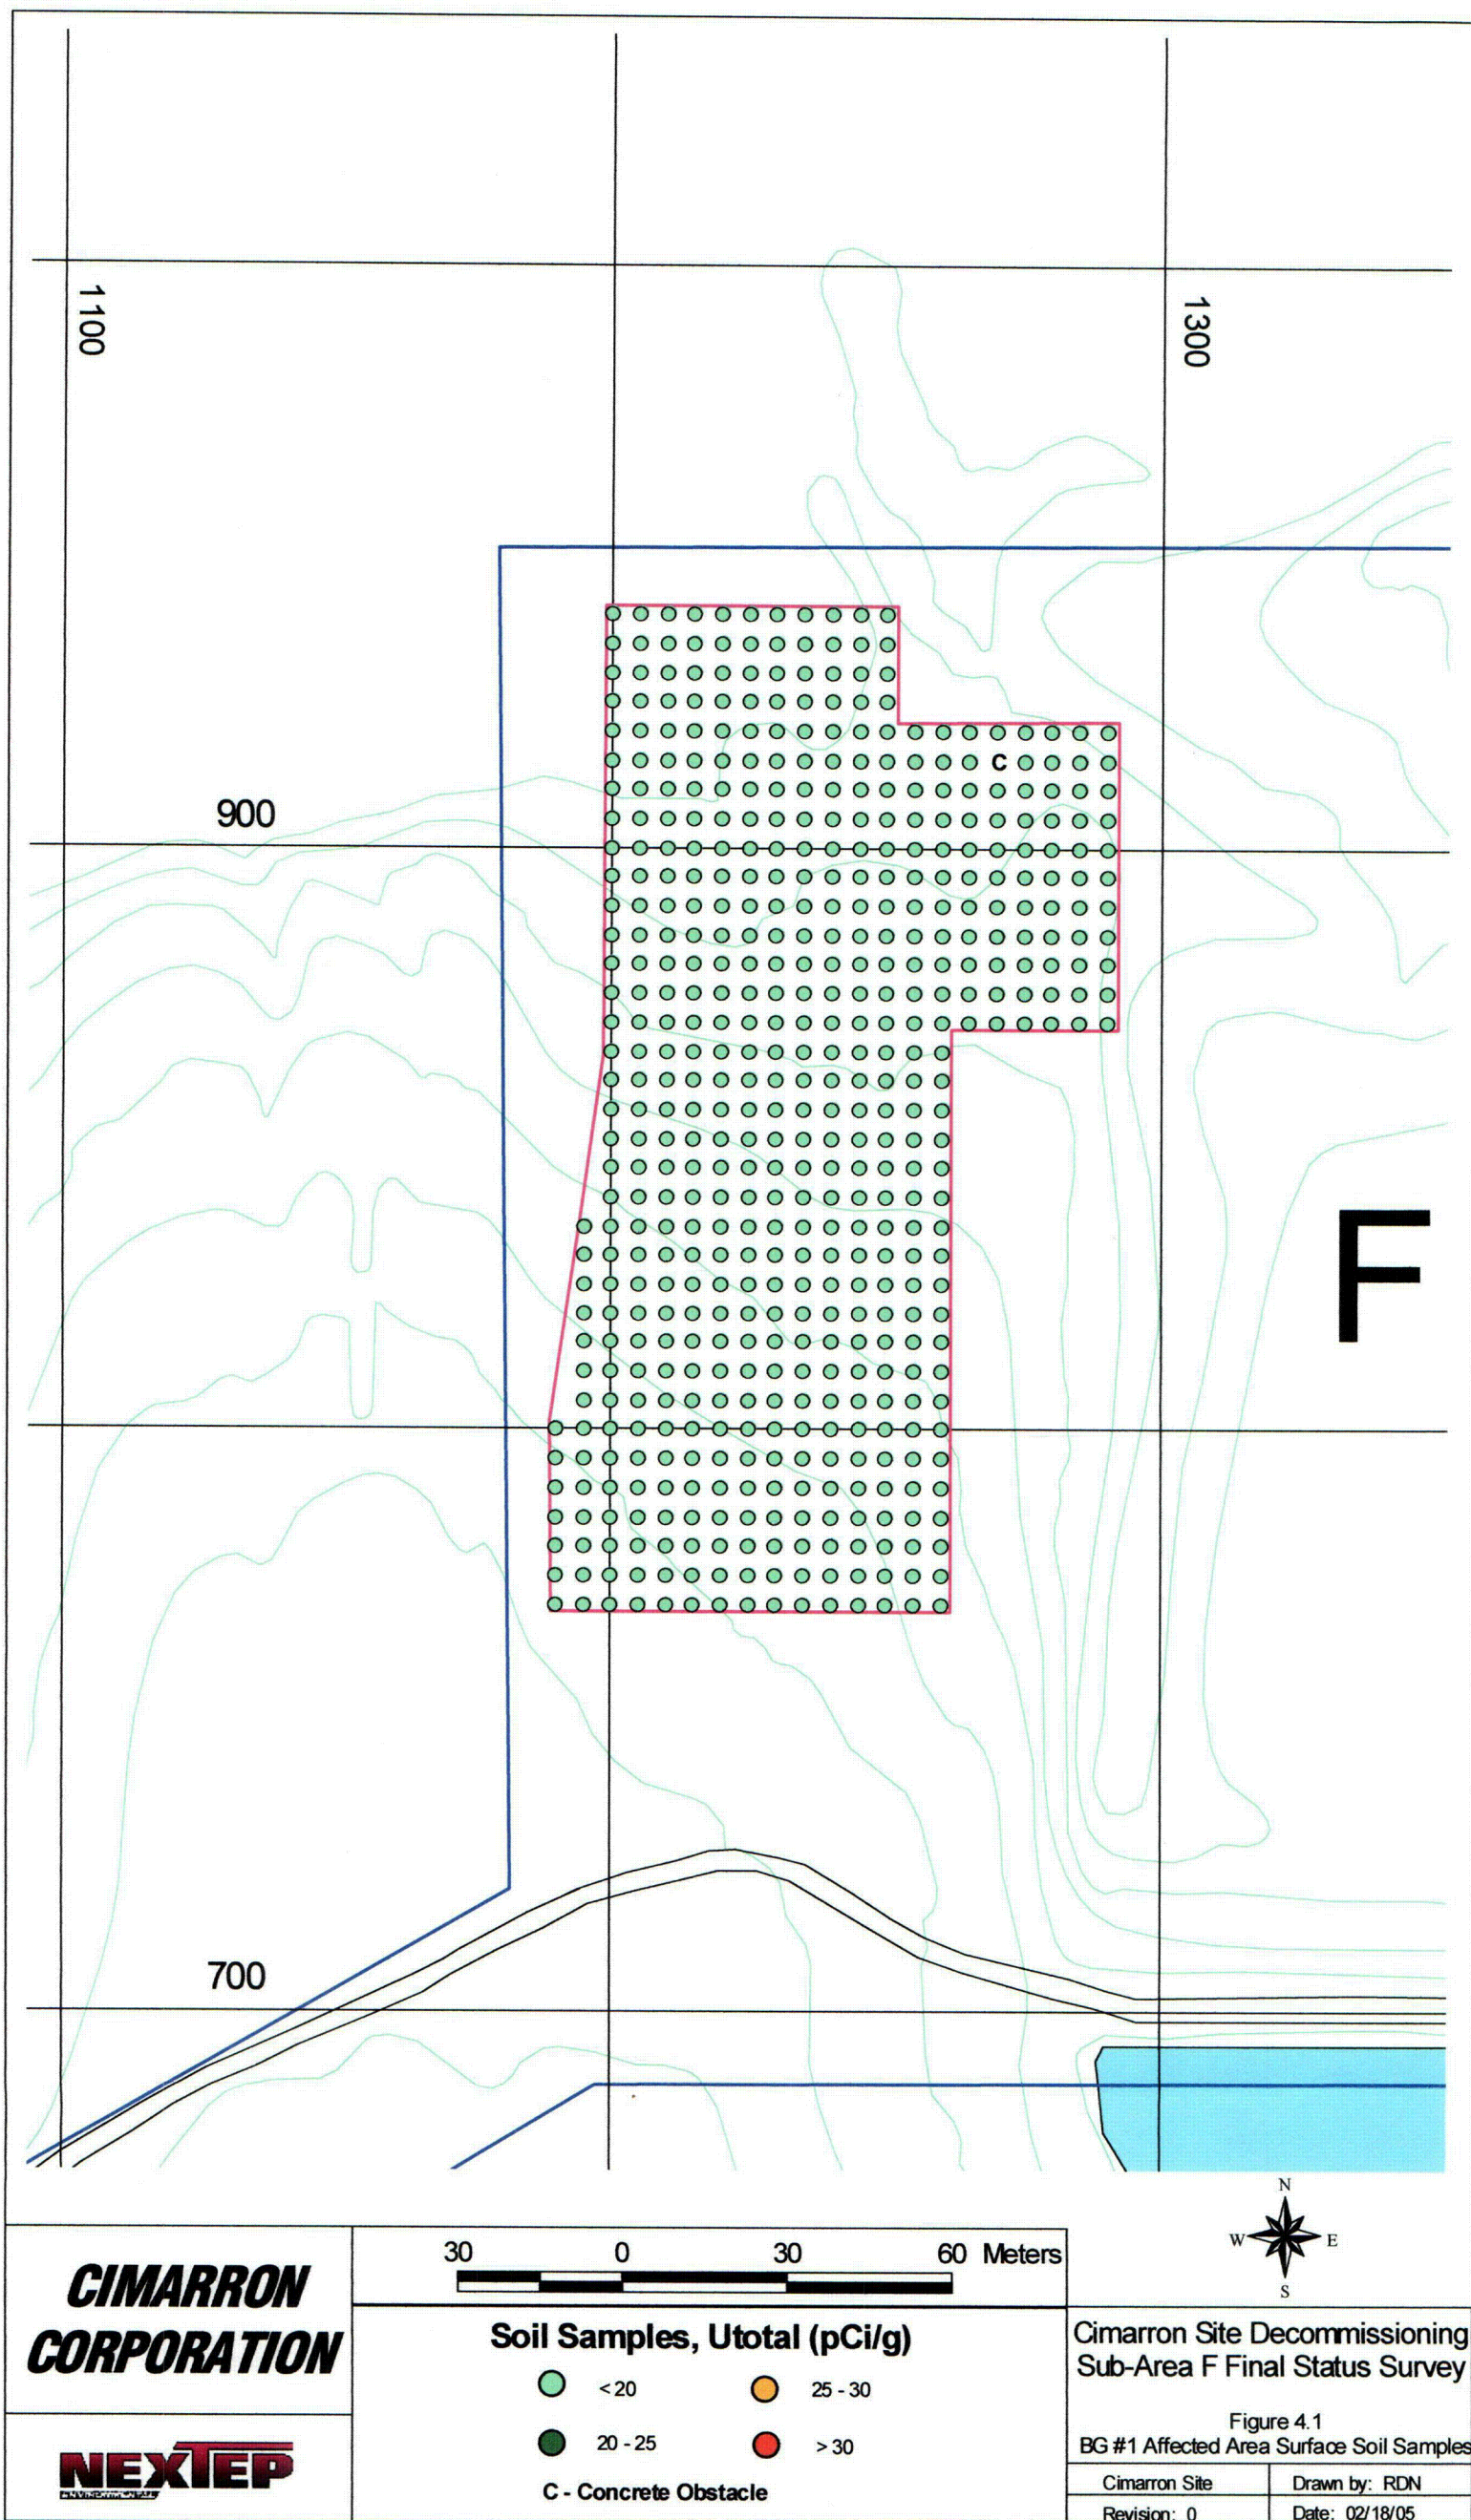 1100
1300
900
C
F
700
N
W E
S
CIMARRON
CORPORATION
30 0 30 60 Meters
Soil Samples, Utotal (pCi/g)
< 20
25 - 30
20 - 25
> 30
C - Concrete Obstacle
NEXTEP
ENVIRONMENTAL
Cimarron Site Decommissioning
Sub-Area F Final Status Survey
Figure 4.1
BG #1 Affected Area Surface Soil Samples
Cimarron Site
Drawn by: RDN
Revision: 0
Date: 02/18/05